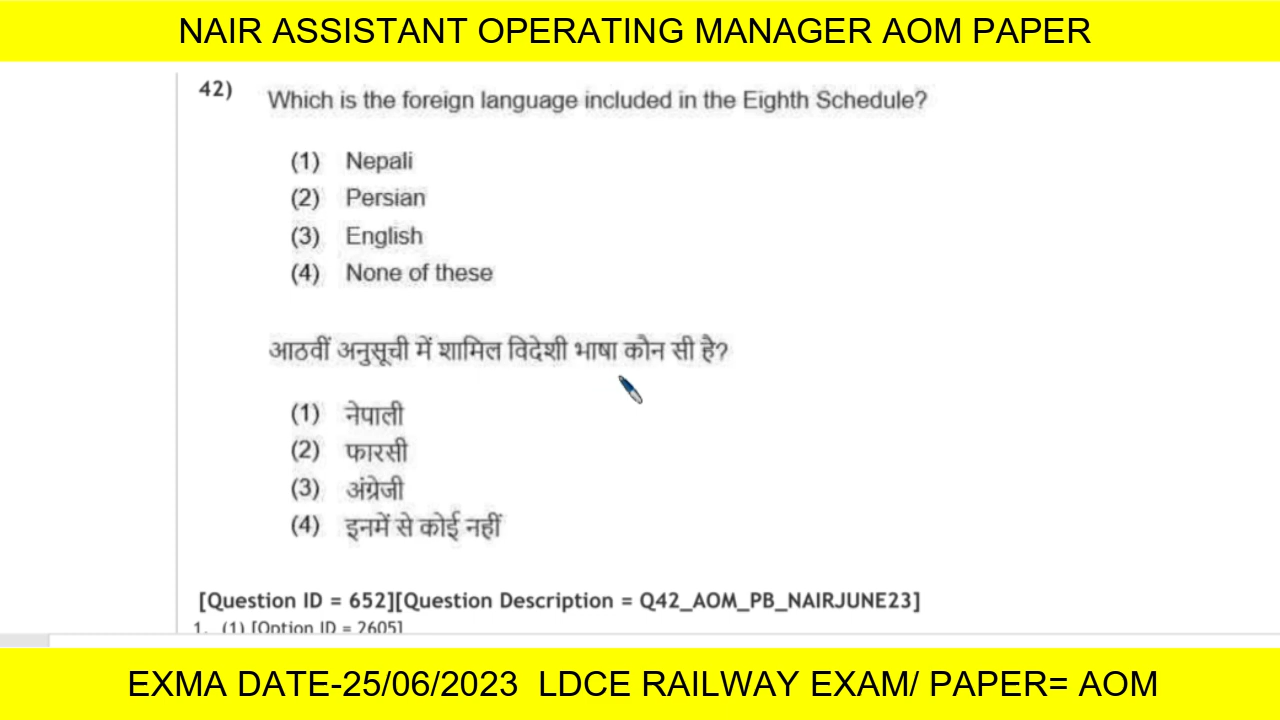 NAIR ASSISTANT OPERATING MANAGER AOM PAPER
42) Which is the foreign language included in the Eighth Schedule?
(1) Nepali
(2) Persian
(3) English
(4) None of these
आठवीं अनुसूची में शामिल विदेशी भाषा कौन सी है?
(1) नेपाली
(2) फारसी
(3) अंग्रेजी
(4) इनमें से कोई नहीं
[Question ID = 652][Question Description = Q42_AOM_PB_NAIRJUNE23]
1. (1) [Option ID = 2605]
EXMA DATE-25/06/2023 LDCE RAILWAY EXAM/ PAPER= AOM